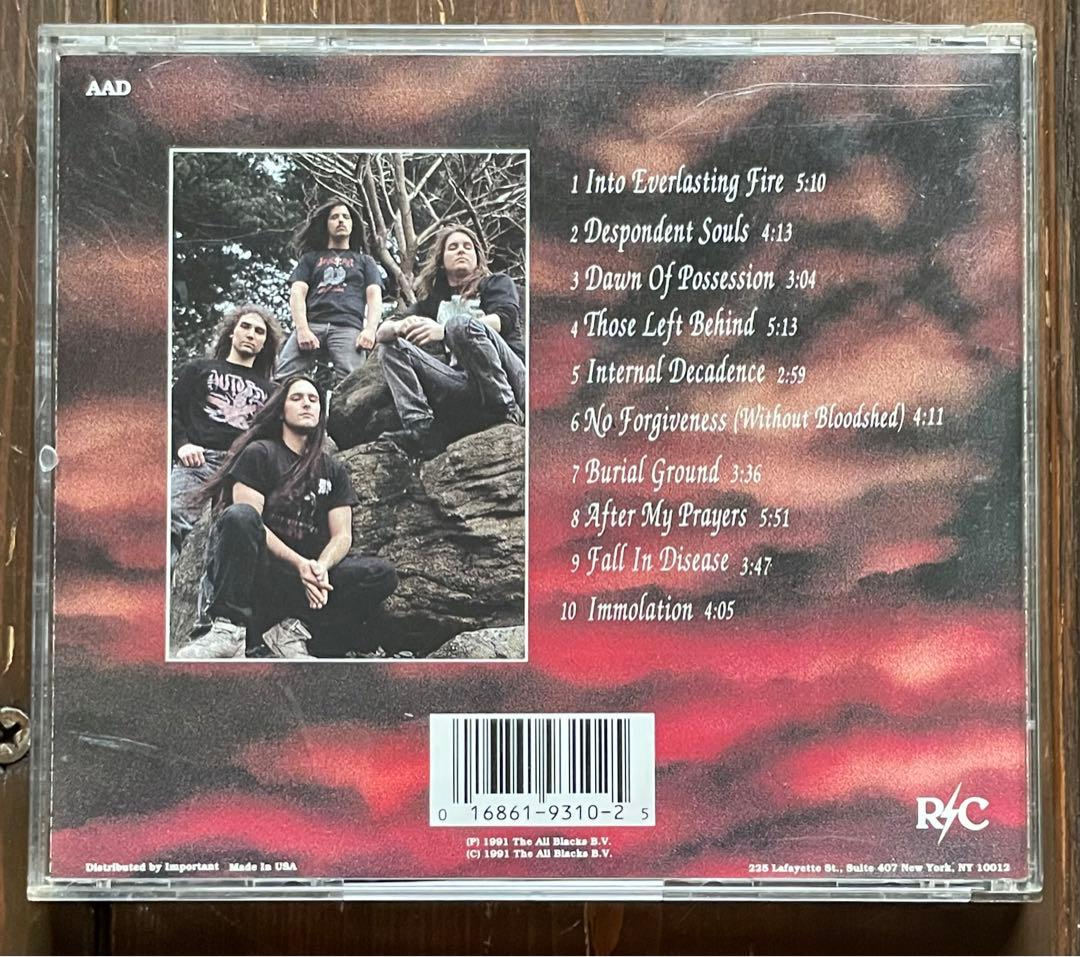 AAD
1 Into Everlasting Fire 5:10
2 Despondent Souls 4:13
3 Dawn Of Possession 3:04
4 Those Left Behind 5:13
5 Internal Decadence 2:59
6 No Forgiveness (Without Bloodshed) 4:11
7 Burial Ground 3:36
8 After My Prayers 5:51
9 Fall In Disease 3:47
10 Immolation 4:05
0 16861-9310-2 5
R/C
(P) 1991 The All Blacks B.V.
(C) 1991 The All Blacks B.V.
Distributed by Important Made In USA
225 Lafayette St., Suite 407 New York, NY 10012